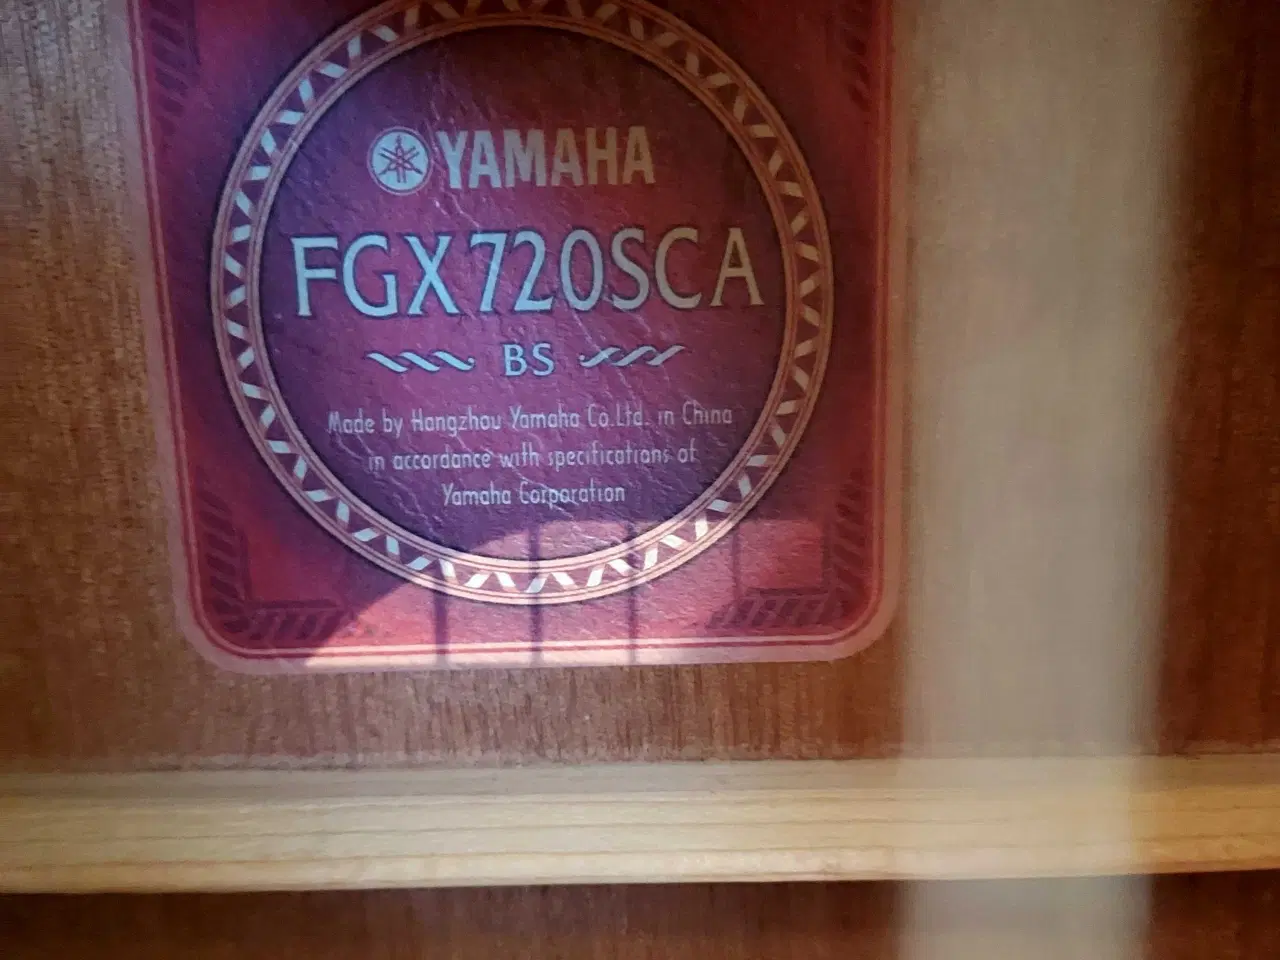 YAMAHA
FGX720SCA
BS
Made by Hangzhou Yamaha Co.Ltd. in China
in accordance with specifications of
Yamaha Corporation